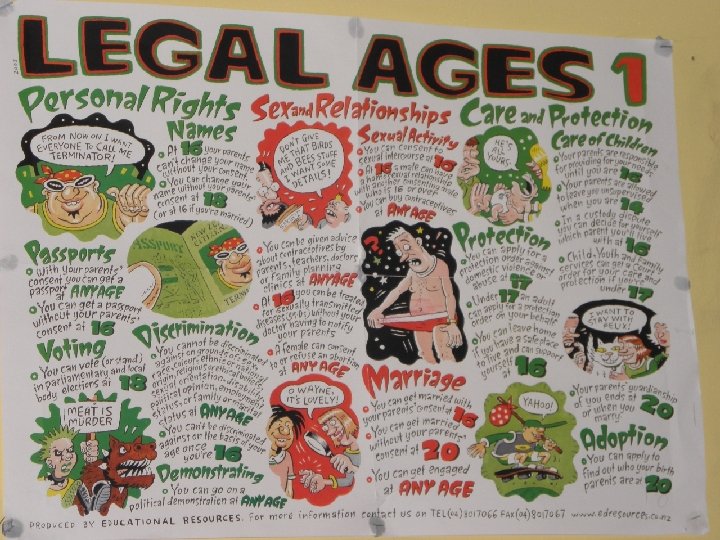 2003
LEGAL AGES 1
Personal Rights
FROM NOW ON I WANT
EVERYONE TO CALL ME
TERMINATOR!
Names
At 16 your parents
can't change your name
without your consent
You can change your
name without your parents'
consent at 18
(or at 16 if you're married)
Passports
With your parents'
consent you can get a
passport at ANY AGE
You can get a passport
without your parents'
consent at 16
PASSPORT
NEW ZEALAND
CITIZEN
TERMIN
Voting
You can vote (or stand)
in parliamentary and local
body elections at 18
MEAT IS
MURDER
Discrimination
You cannot be discriminated
against on grounds of
sex, colour, ethnic or national
origin, religious or ethical belief,
sexual orientation, disability,
political opinion, employment
status, or family or marital
status at ANY AGE
You can't be discriminated
against on the basis of your
age once
you're 16
Demonstrating
You can go on a
political demonstration at ANY AGE
Sex and Relationships
DON'T GIVE
ME THAT BIRDS
AND BEES STUFF
I WANT SOME
DETAILS!
Sexual Activity
You can consent to
sexual intercourse at 16
At 16 a male can have
a homosexual relationship
with another consenting male
who's 16 or over
You can buy contraceptives
at ANY AGE
You can be given advice
about contraceptives by
parents, teachers, doctors
or Family Planning
clinics at ANY AGE
At 16 you can be treated
for sexually transmitted
diseases (STDs) without your
doctor having to notify
your parents
A female can consent
to or refuse an abortion
at ANY AGE
O WAYNE,
IT'S LOVELY!
?
Marriage
You can get married with
your parents' consent at 16
You can get married
without your parents'
consent at 20
You can get engaged
at ANY AGE
Care and Protection
HE'S
ALL
YOURS.
Care of Children
Your parents are responsible
for providing for your needs
until you are 16
Your parents are allowed
to leave you unsupervised
when you are 14
In a custody dispute
you can decide for yourself
which parent you'll live
with at 16
Child, Youth and Family
Services can seek a court
order for your care and
protection if you're
under 17
Protection
You can apply for a
protection order against
domestic violence or
abuse at 17
Under 17 an adult
can apply for a protection
order on your behalf
You can leave home
if you have a safe place
to live and can support
yourself at 16
I WANT TO
STAY WITH
FELIX!
YAHOO!
Your parents' guardianship
of you ends at 20
or when you
marry
Adoption
You can apply to
find out who your birth
parents are at 20
PRODUCED BY EDUCATIONAL RESOURCES. For more information contact us on TEL(04)8017066 FAX(04)8017067 www.edresources.co.nz